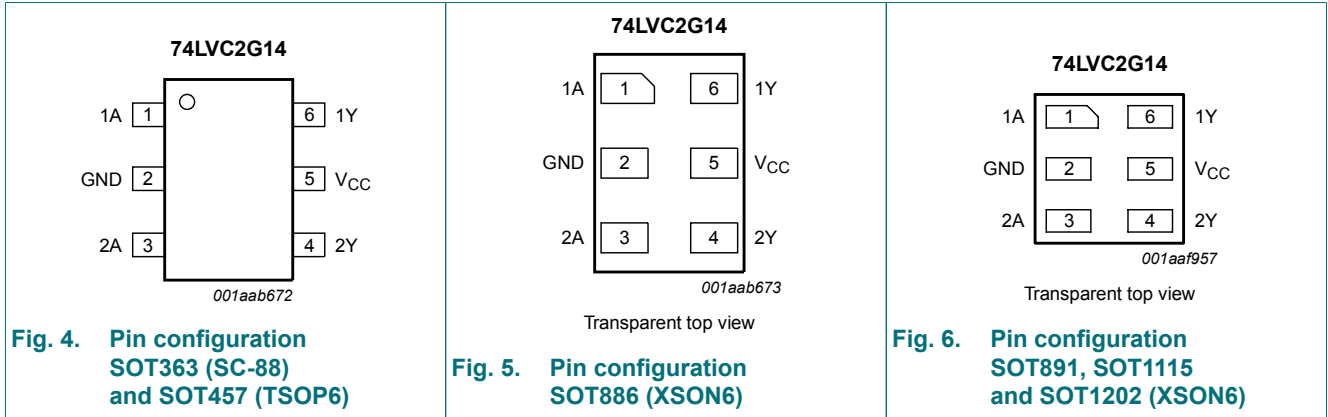 74LVC2G14
1A 1 6 1Y
GND 2 5 VCC
2A 3 4 2Y
001aab672
Fig. 4. Pin configuration
SOT363 (SC-88)
and SOT457 (TSOP6)
74LVC2G14
1A 1 6 1Y
GND 2 5 VCC
2A 3 4 2Y
001aab673
Transparent top view
Fig. 5. Pin configuration
SOT886 (XSON6)
74LVC2G14
1A 1 6 1Y
GND 2 5 VCC
2A 3 4 2Y
001aaf957
Transparent top view
Fig. 6. Pin configuration
SOT891, SOT1115
and SOT1202 (XSON6)